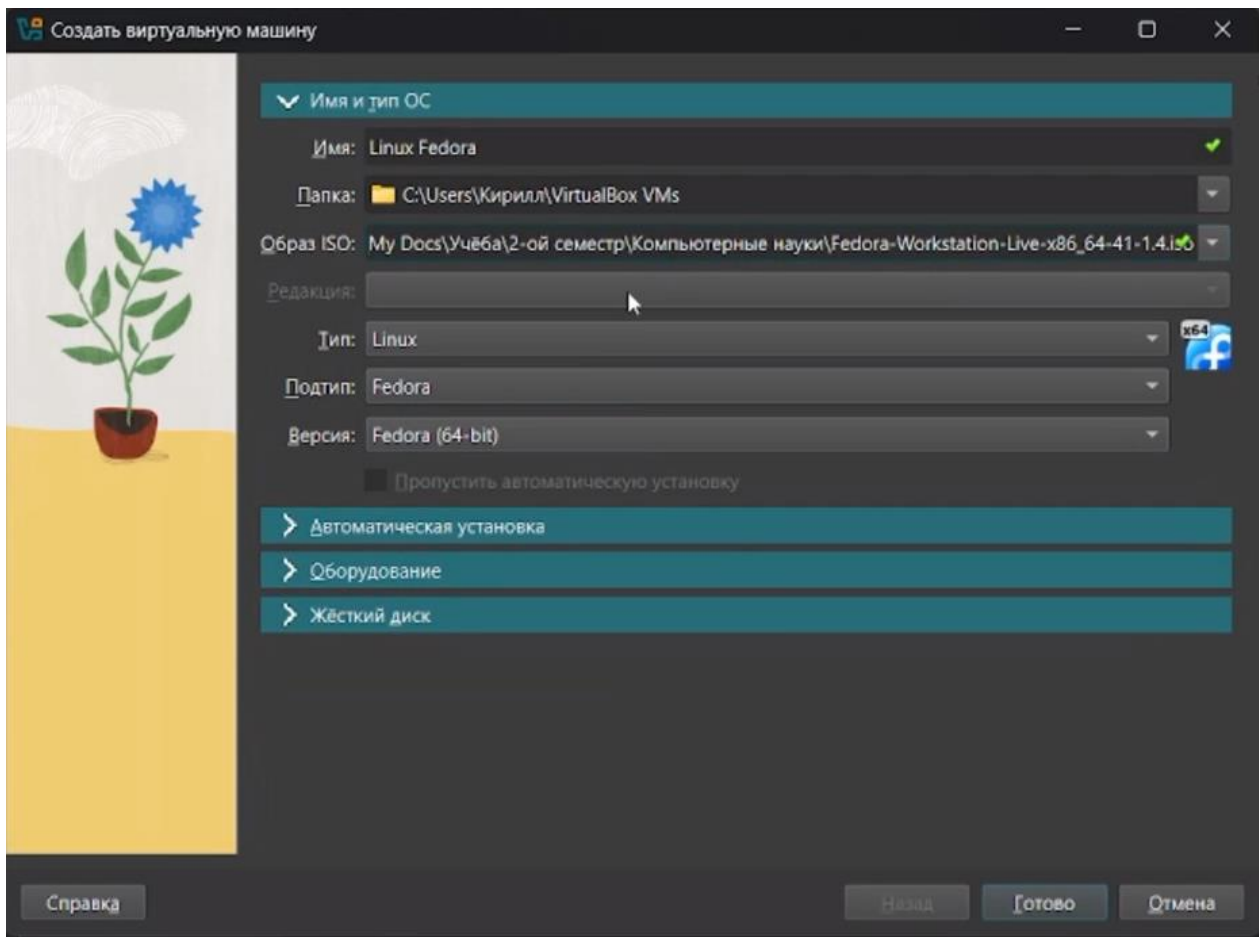 Создать виртуальную машину
Имя и тип ОС
Имя: Linux Fedora
Папка: C:\Users\Кирилл\VirtualBox VMs
Образ ISO: My Docs\Учёба\2-ой семестр\Компьютерные науки\Fedora-Workstation-Live-x86_64-41-1.4.iso
Редакция:
Тип: Linux
x64
Подтип: Fedora
Версия: Fedora (64-bit)
Пропустить автоматическую установку
Автоматическая установка
Оборудование
Жёсткий диск
Справка Назад Готово Отмена